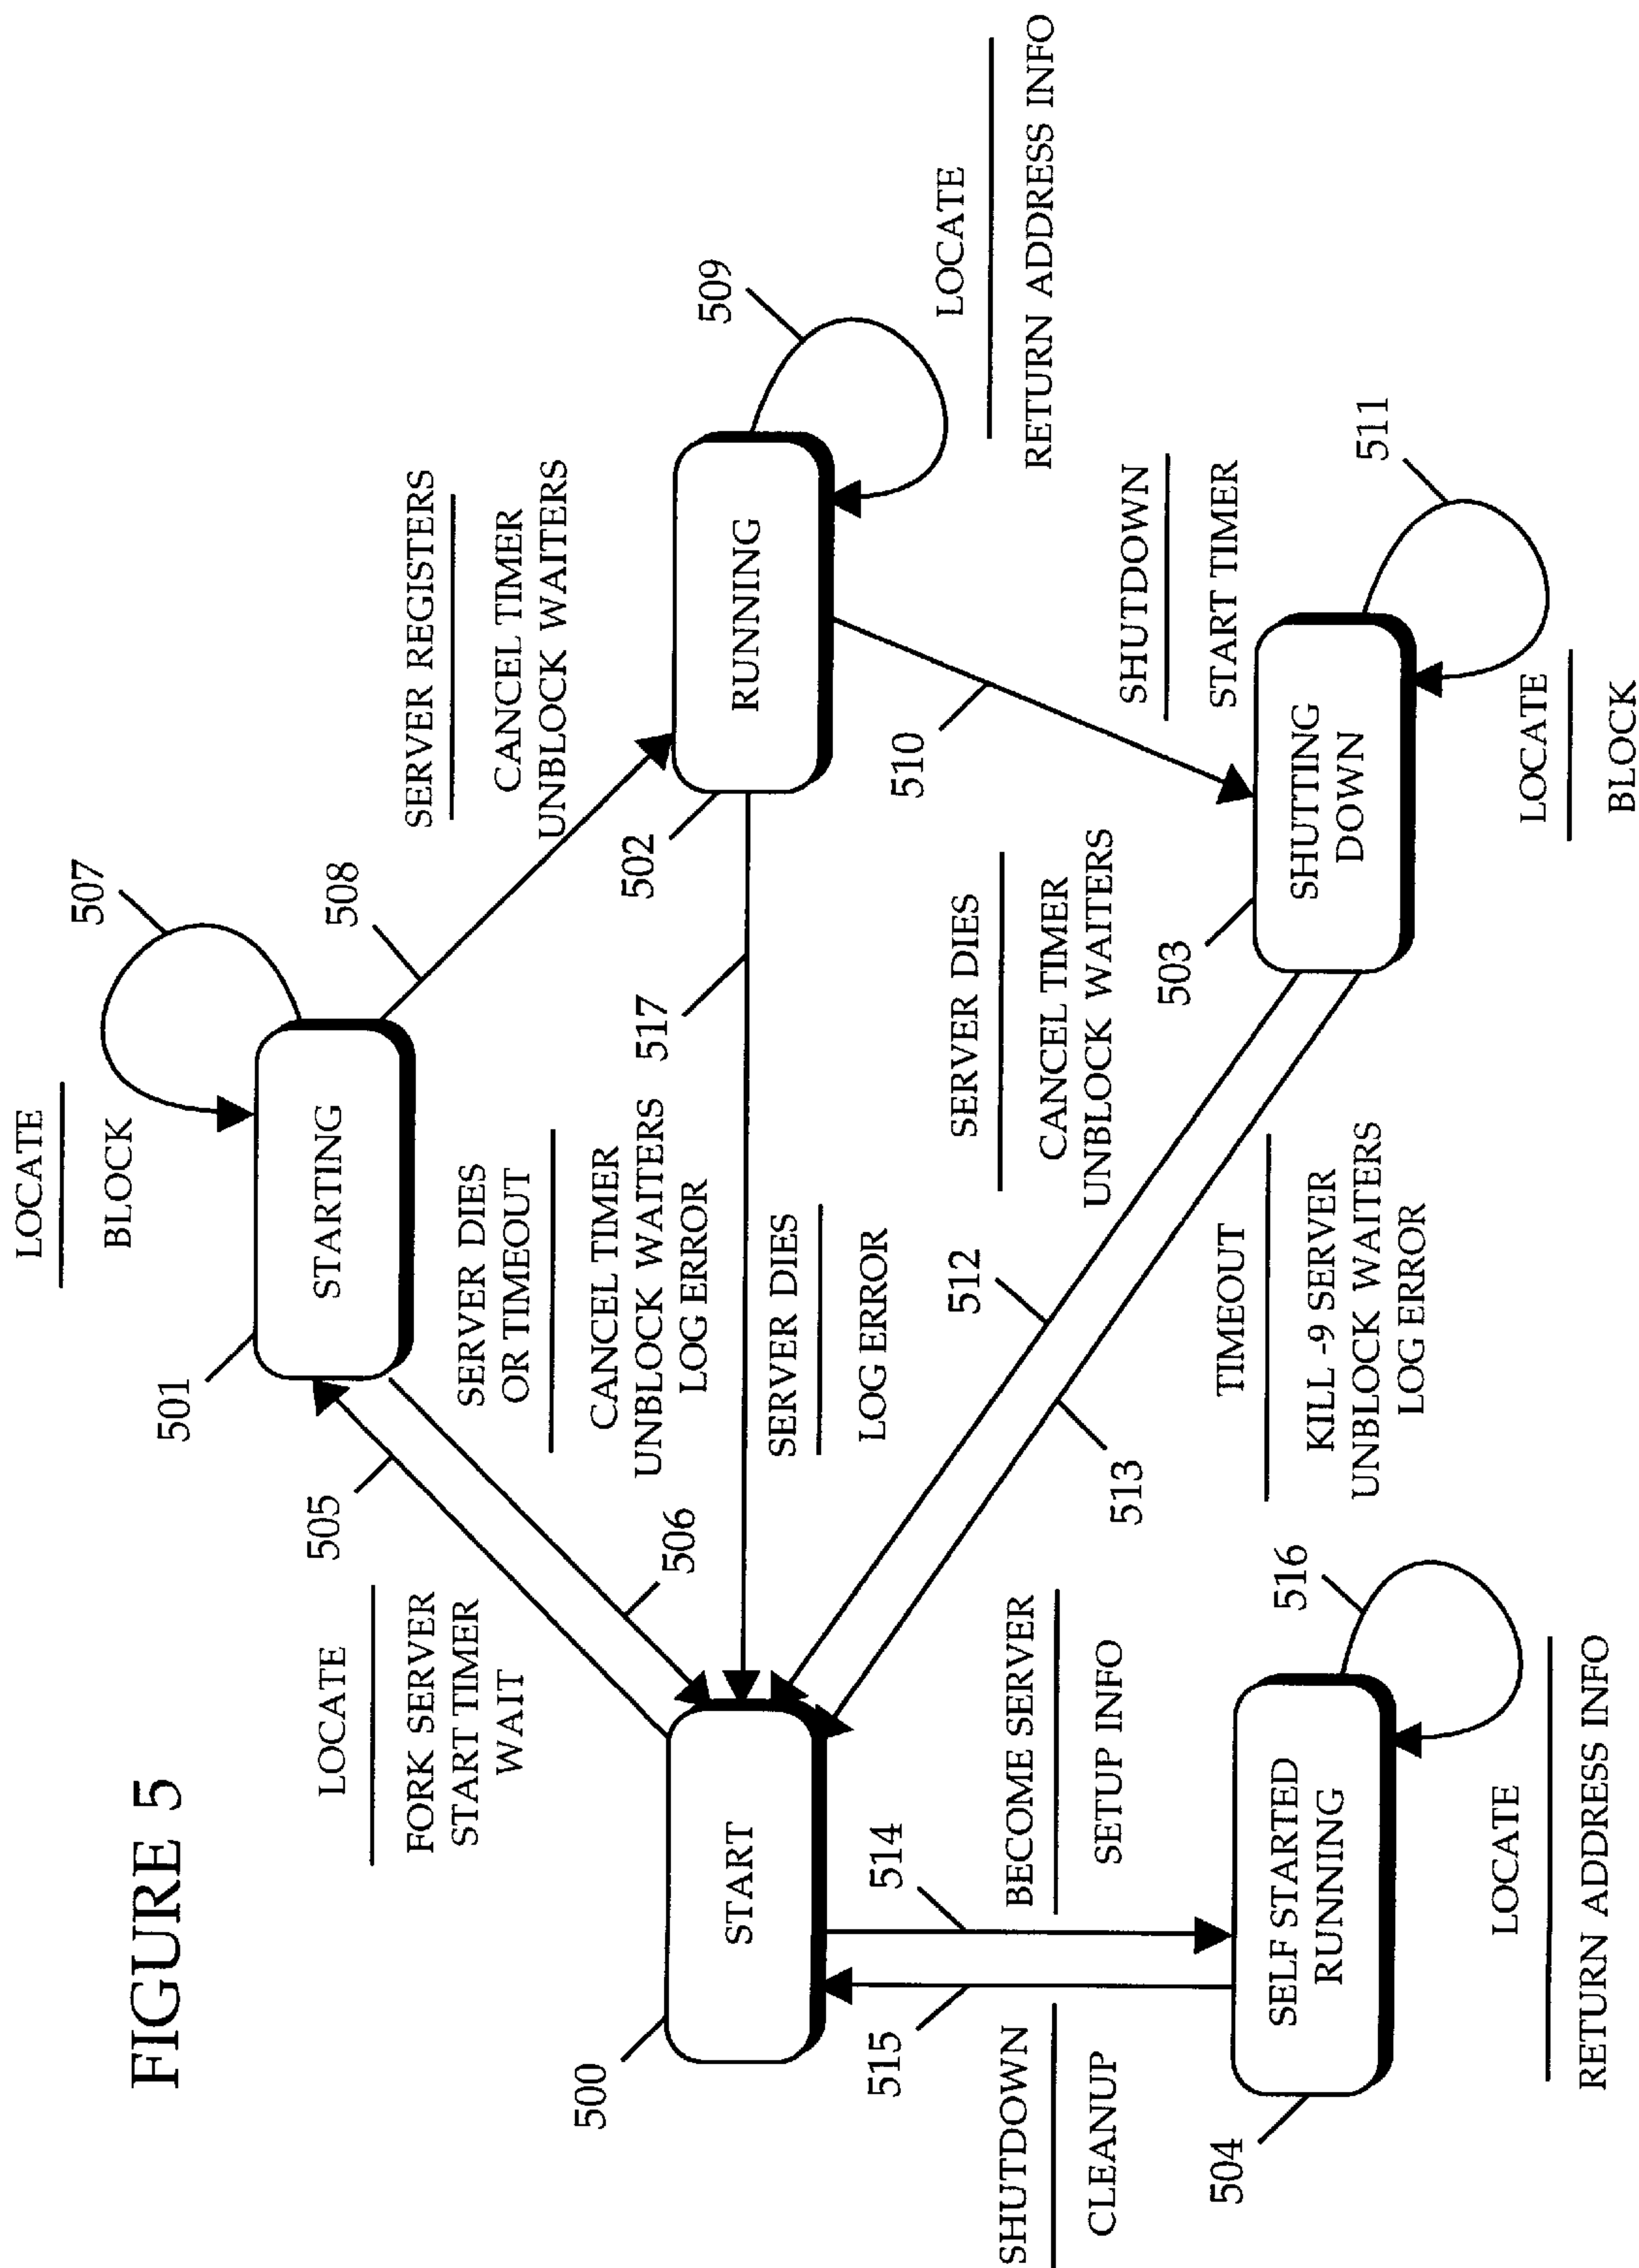 FIGURE 5
LOCATE
BLOCK
507
501
STARTING
508
SERVER REGISTERS
CANCEL TIMER
UNBLOCK WAITERS
505
LOCATE
FORK SERVER
START TIMER
WAIT
506
SERVER DIES
OR TIMEOUT
CANCEL TIMER
UNBLOCK WAITERS
LOG ERROR
517
SERVER DIES
LOG ERROR
502
RUNNING
509
LOCATE
RETURN ADDRESS INFO
500
START
510
SHUTDOWN
START TIMER
512
SERVER DIES
CANCEL TIMER
UNBLOCK WAITERS
503
SHUTTING
DOWN
511
LOCATE
BLOCK
513
TIMEOUT
KILL -9 SERVER
UNBLOCK WAITERS
LOG ERROR
515
SHUTDOWN
CLEANUP
514
BECOME SERVER
SETUP INFO
504
SELF STARTED
RUNNING
516
LOCATE
RETURN ADDRESS INFO